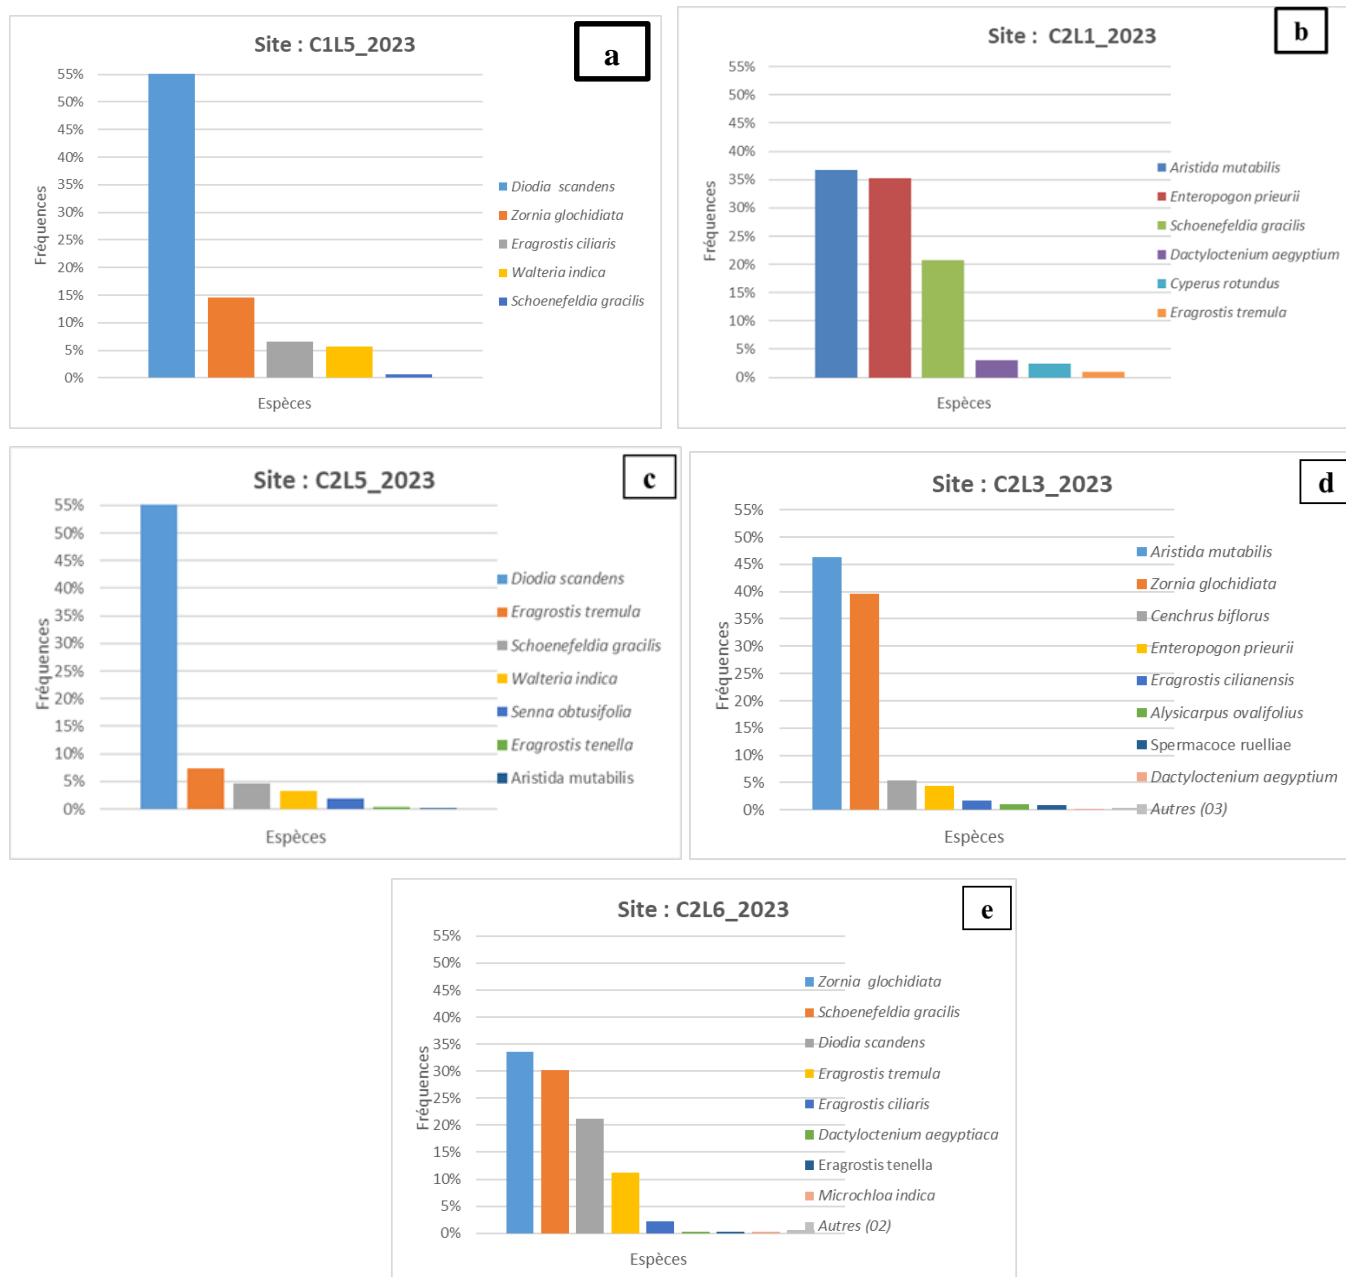 Site : C1L5_2023
a
55%
50%
45%
40%
35%
30%
25%
20%
15%
10%
5%
0%
Fréquences
Espèces
Diodia scandens
Zornia glochidiata
Eragrostis ciliaris
Walteria indica
Schoenefeldia gracilis
Site : C2L1_2023
b
55%
50%
45%
40%
35%
30%
25%
20%
15%
10%
5%
0%
Fréquences
Espèces
Aristida mutabilis
Enteropogon prieurii
Schoenefeldia gracilis
Dactyloctenium aegyptium
Cyperus rotundus
Eragrostis tremula
Site : C2L5_2023
c
55%
50%
45%
40%
35%
30%
25%
20%
15%
10%
5%
0%
Fréquences
Espèces
Diodia scandens
Eragrostis tremula
Schoenefeldia gracilis
Walteria indica
Senna obtusifolia
Eragrostis tenella
Aristida mutabilis
Site : C2L3_2023
d
55%
50%
45%
40%
35%
30%
25%
20%
15%
10%
5%
0%
Fréquences
Espèces
Aristida mutabilis
Zornia glochidiata
Cenchrus biflorus
Enteropogon prieurii
Eragrostis cilianensis
Alysicarpus ovalifolius
Spermacoce ruelliae
Dactyloctenium aegyptium
Autres (03)
Site : C2L6_2023
e
55%
50%
45%
40%
35%
30%
25%
20%
15%
10%
5%
0%
Fréquences
Espèces
Zornia glochidiata
Schoenefeldia gracilis
Diodia scandens
Eragrostis tremula
Eragrostis ciliaris
Dactyloctenium aegyptiaca
Eragrostis tenella
Microchloa indica
Autres (02)